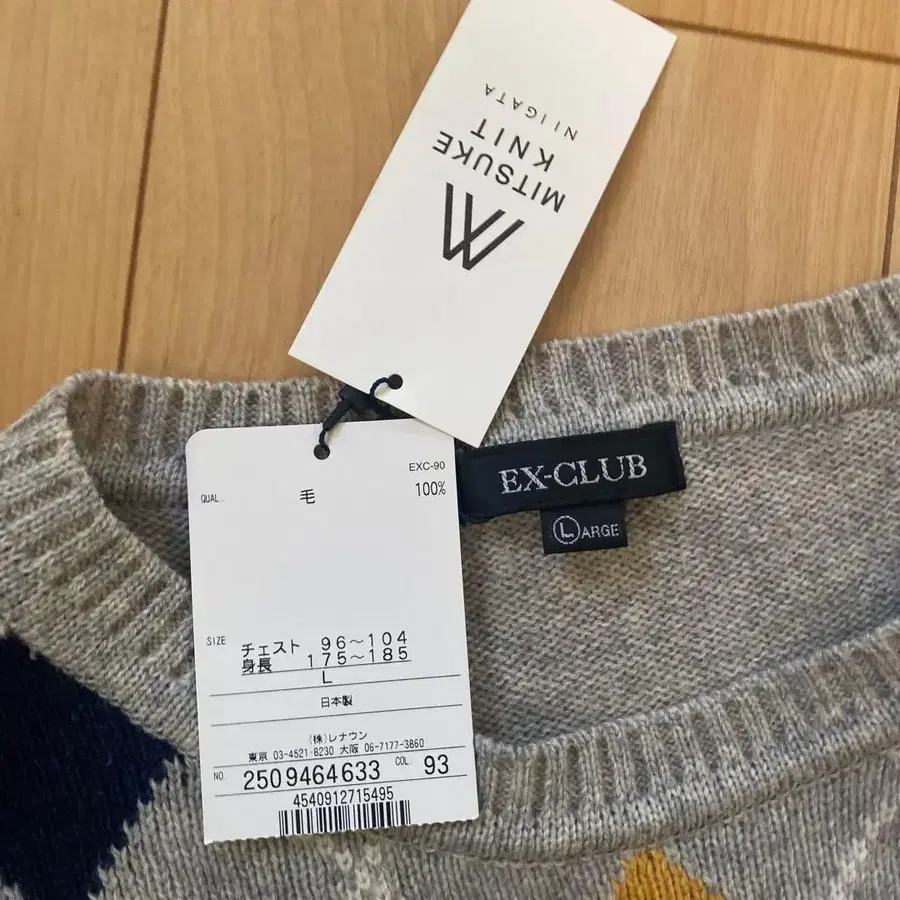 MITSUKE
KNIT
NIIGATA
EX-CLUB
LARGE
EXC-90
QUAL. 毛 100%
SIZE
チェスト 96~104
身長 175~185
L
日本製
(株)レナウン
東京 03-4521-8230 大阪 06-7177-3860
NO. 2509464633 COL. 93
4540912715495